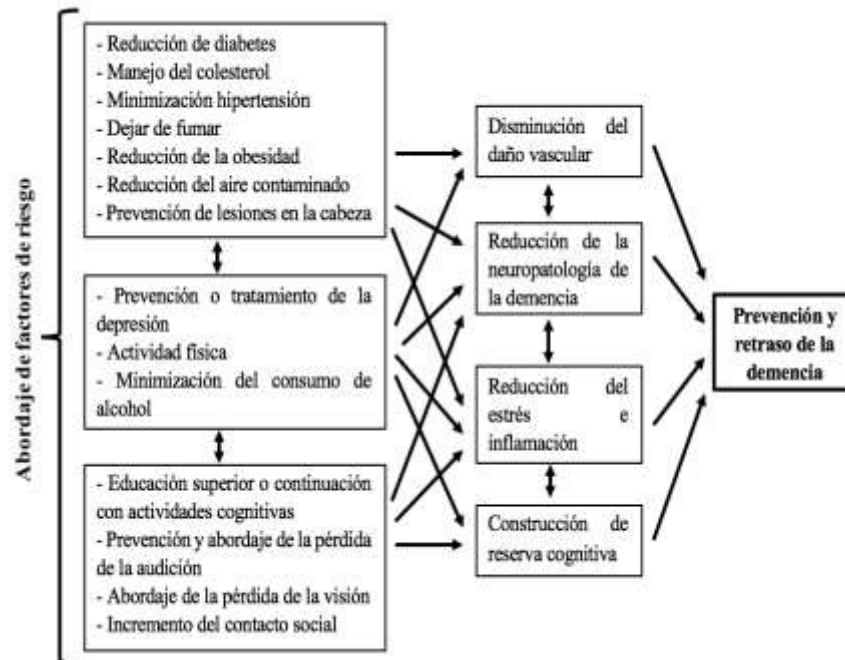 Abordaje de factores de riesgo
- Reducción de diabetes
- Manejo del colesterol
- Minimización hipertensión
- Dejar de fumar
- Reducción de la obesidad
- Reducción del aire contaminado
- Prevención de lesiones en la cabeza
- Prevención o tratamiento de la
depresión
- Actividad física
- Minimización del consumo de
alcohol
- Educación superior o continuación
con actividades cognitivas
- Prevención y abordaje de la pérdida
de la audición
- Abordaje de la pérdida de la visión
- Incremento del contacto social
Disminución del
daño vascular
Reducción de la
neuropatología de
la demencia
Reducción del
estrés e
inflamación
Construcción de
reserva cognitiva
Prevención y
retraso de la
demencia